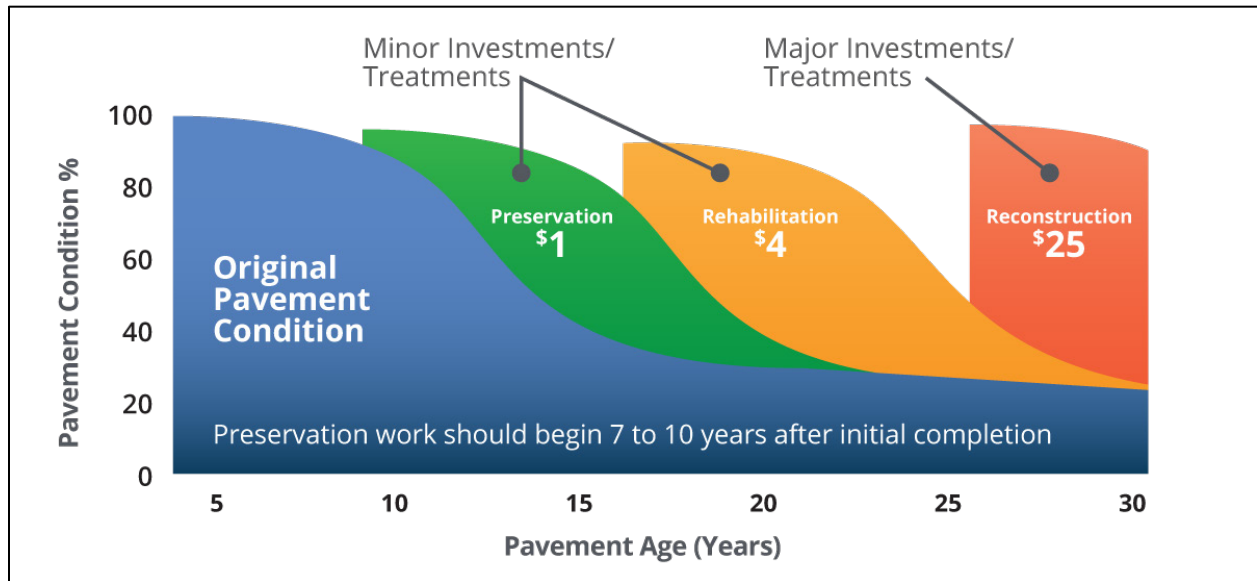 Minor Investments/
Treatments
Major Investments/
Treatments
100
80
60
40
20
0
Pavement Condition %
Original
Pavement
Condition
Preservation
$1
Rehabilitation
$4
Reconstruction
$25
Preservation work should begin 7 to 10 years after initial completion
5 10 15 20 25 30
Pavement Age (Years)